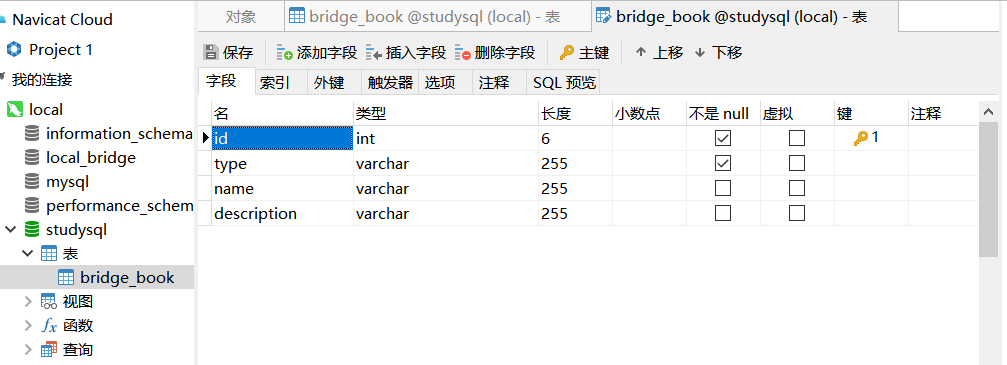 Navicat Cloud
Project 1
我的连接
local
information_schema
local_bridge
mysql
performance_schem
studysql
表
bridge_book
视图
函数
查询
对象
bridge_book @studysql (local) - 表
bridge_book @studysql (local) - 表
保存 添加字段 插入字段 删除字段 主键 上移 下移
字段 索引 外键 触发器 选项 注释 SQL 预览
名 类型 长度 小数点 不是 null 虚拟 键 注释
id int 6 1
type varchar 255
name varchar 255
description varchar 255